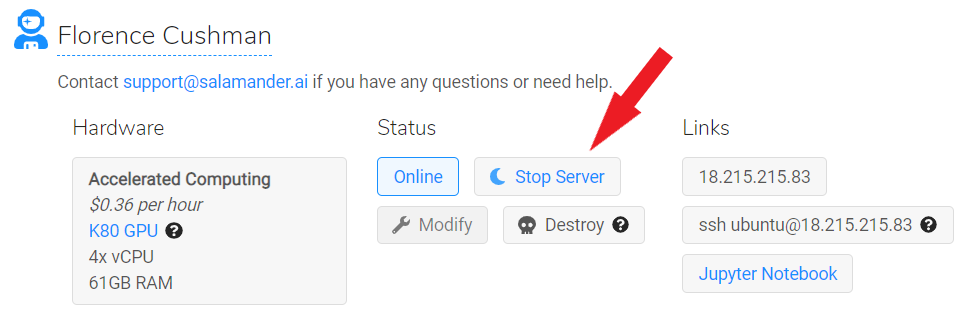 Florence Cushman
Contact support@salamander.ai if you have any questions or need help.
Hardware
Accelerated Computing
$0.36 per hour
K80 GPU ?
4x vCPU
61GB RAM
Status
Online
Stop Server
Modify
Destroy ?
Links
18.215.215.83
ssh ubuntu@18.215.215.83 ?
Jupyter Notebook